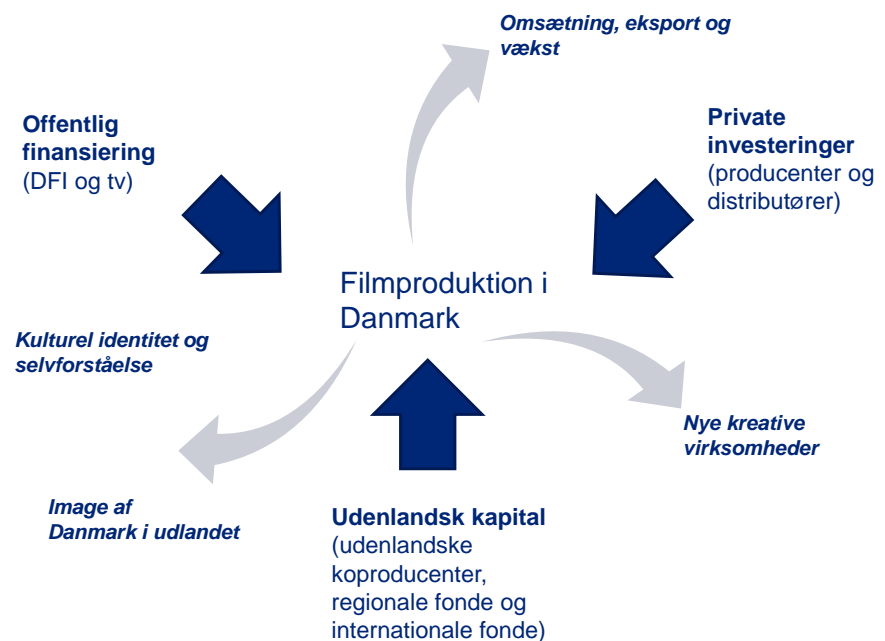 Omsætning, eksport og
vækst
Offentlig
finansiering
(DFI og tv)
Private
investeringer
(producenter og
distributører)
Filmproduktion i
Danmark
Kulturel identitet og
selvforståelse
Nye kreative
virksomheder
Image af
Danmark i udlandet
Udenlandsk kapital
(udenlandske
koproducenter,
regionale fonde og
internationale fonde)